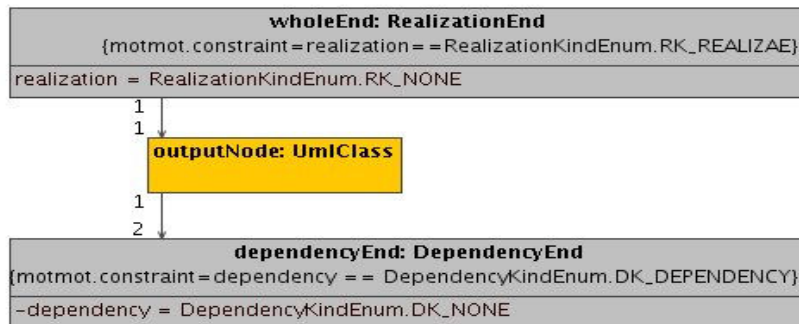 wholeEnd: RealizationEnd
{motmot.constraint=realization==RealizationKindEnum.RK_REALIZAE}
realization = RealizationKindEnum.RK_NONE
1
1
outputNode: UmlClass
1
2
dependencyEnd: DependencyEnd
{motmot.constraint=dependency == DependencyKindEnum.DK_DEPENDENCY}
-dependency = DependencyKindEnum.DK_NONE